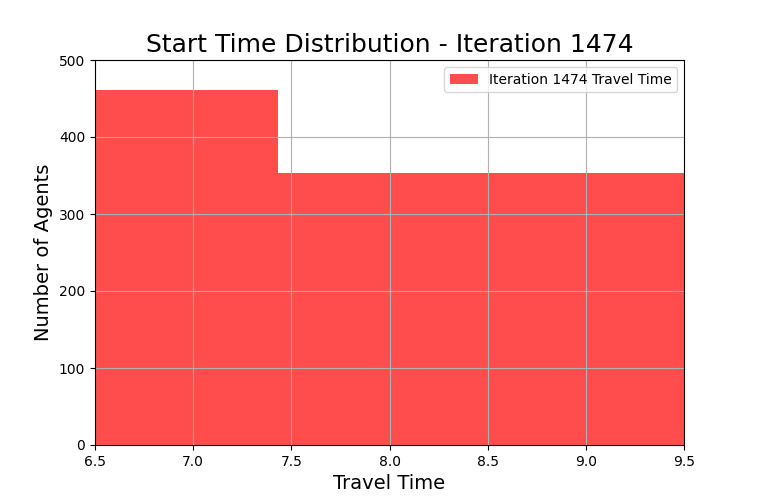 Start Time Distribution - Iteration 1474
Iteration 1474 Travel Time
Number of Agents
500
400
300
200
100
0
6.5 7.0 7.5 8.0 8.5 9.0 9.5
Travel Time